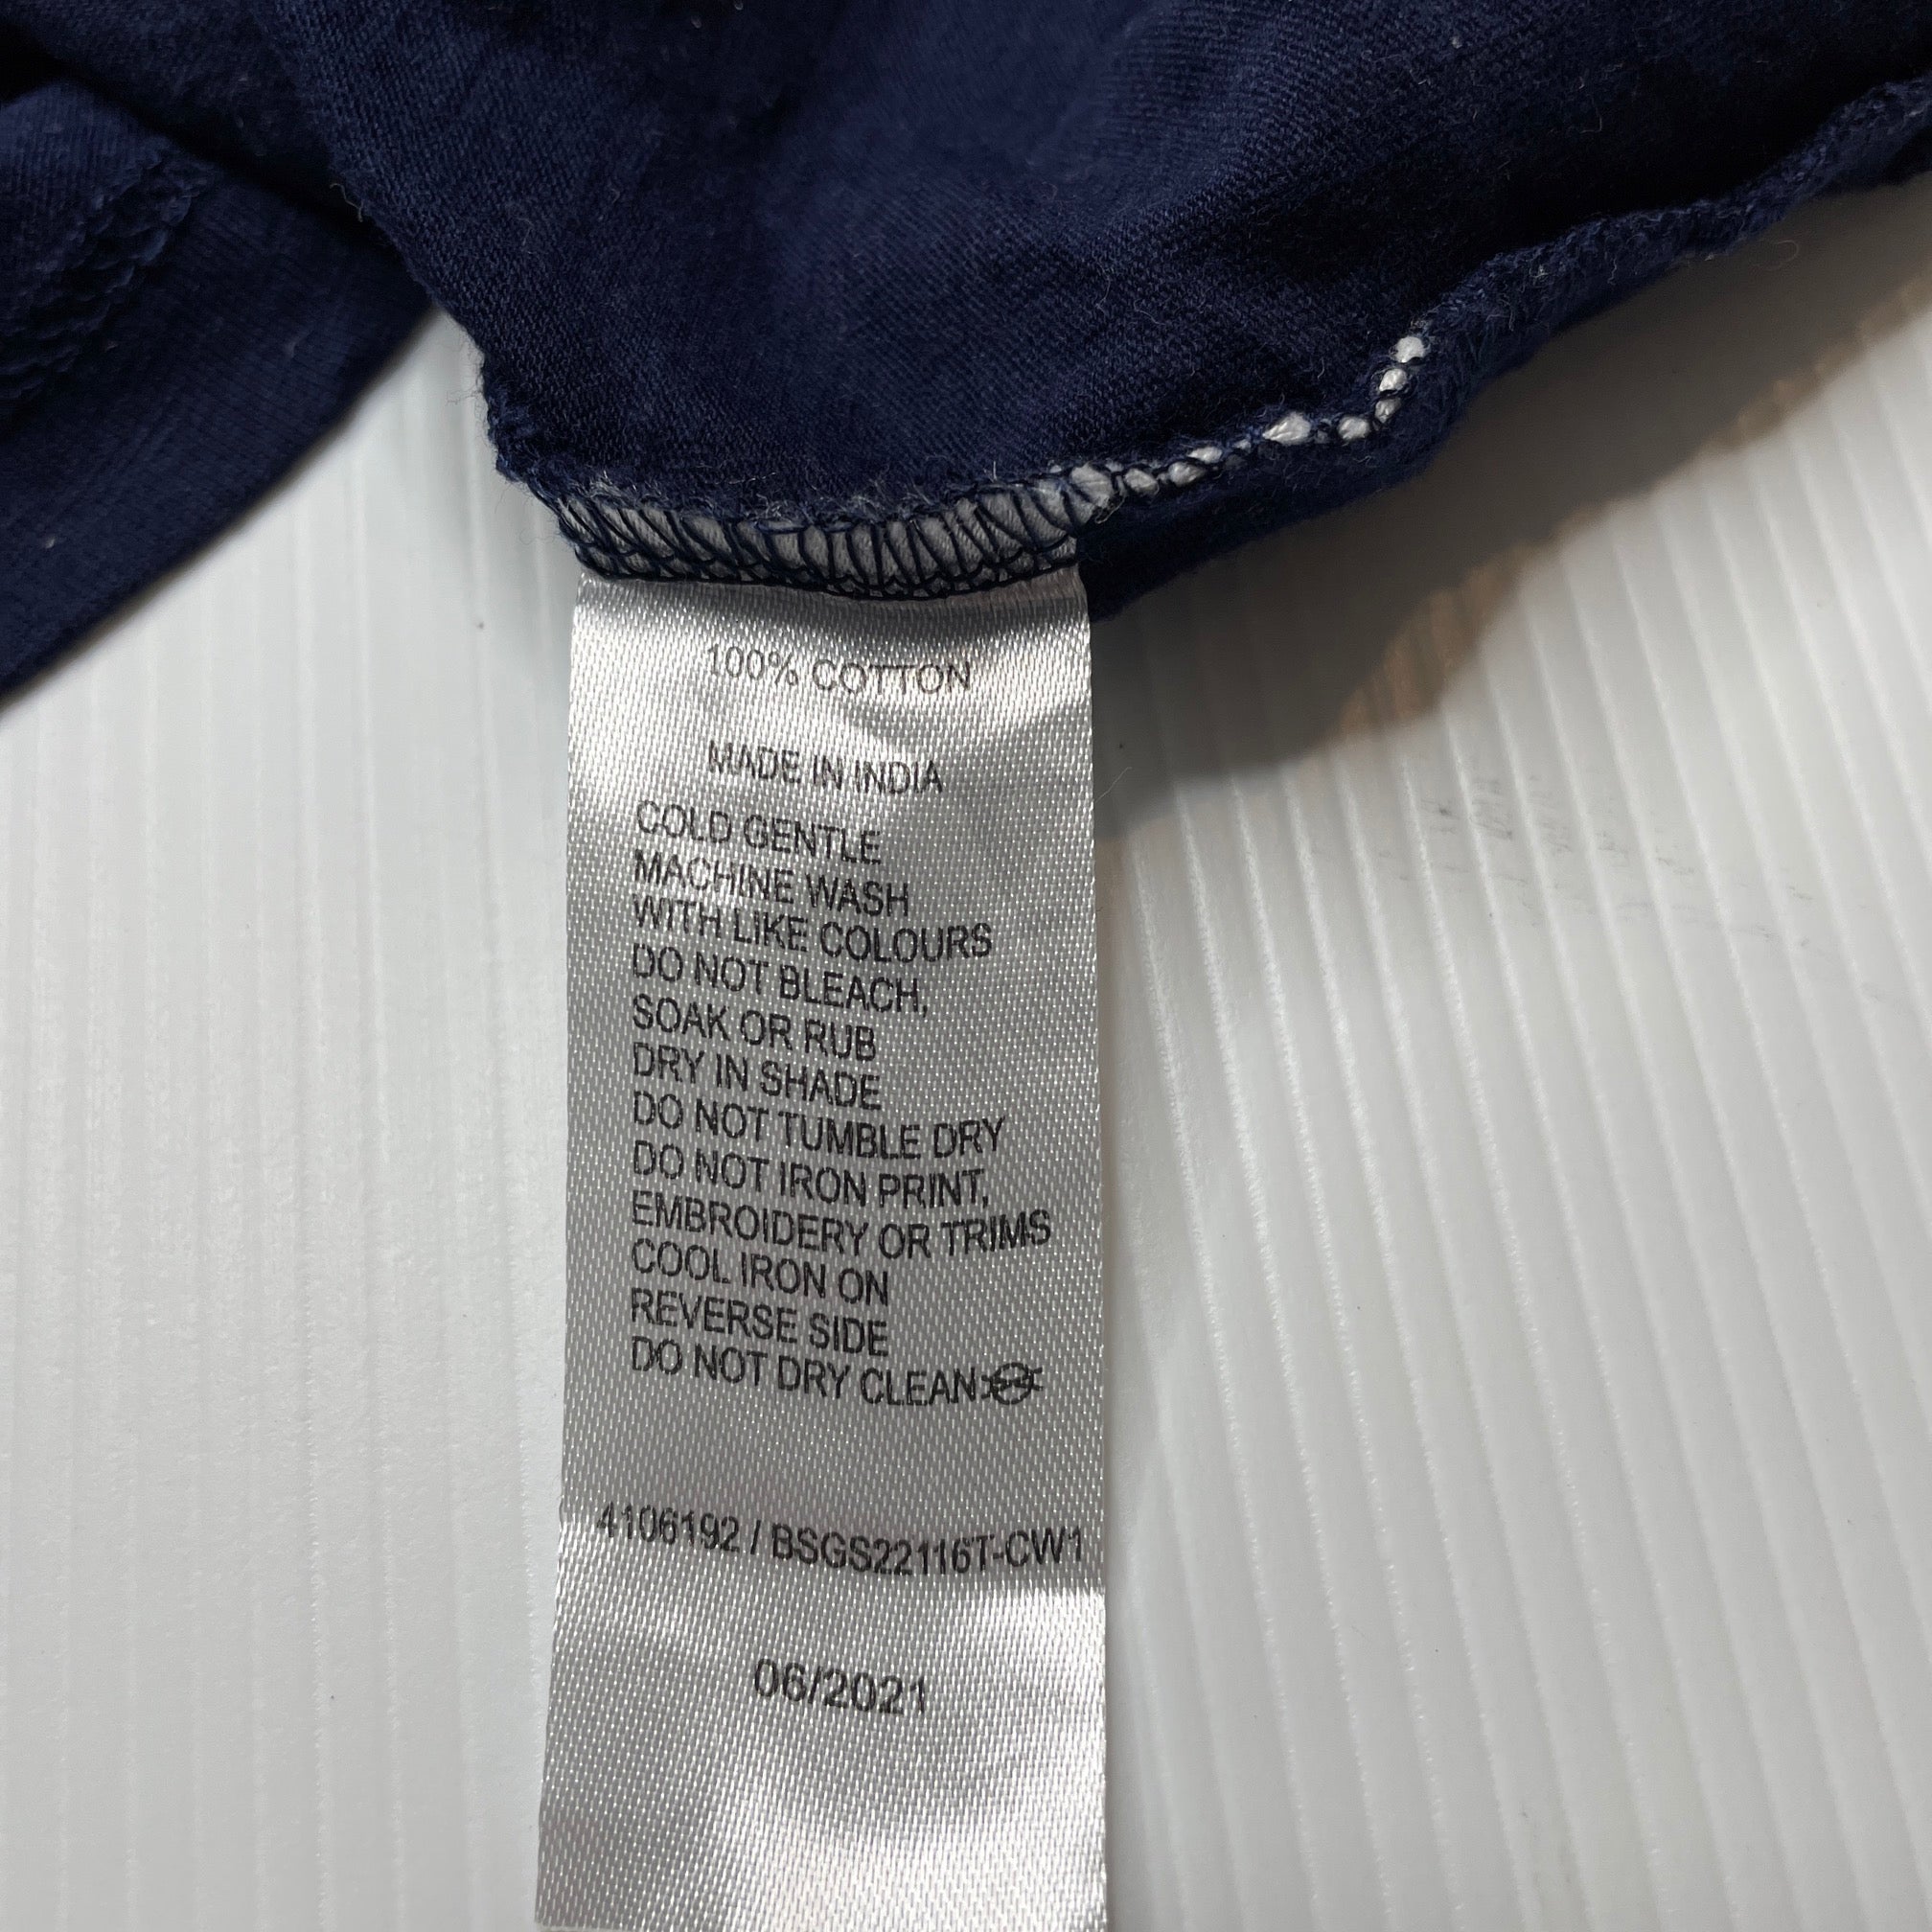 100% COTTON
MADE IN INDIA
COLD GENTLE
MACHINE WASH
WITH LIKE COLOURS
DO NOT BLEACH,
SOAK OR RUB
DRY IN SHADE
DO NOT TUMBLE DRY
DO NOT IRON PRINT,
EMBROIDERY OR TRIMS
COOL IRON ON
REVERSE SIDE
DO NOT DRY CLEAN
4106192 / BSGS22116T-CW1
06/2021